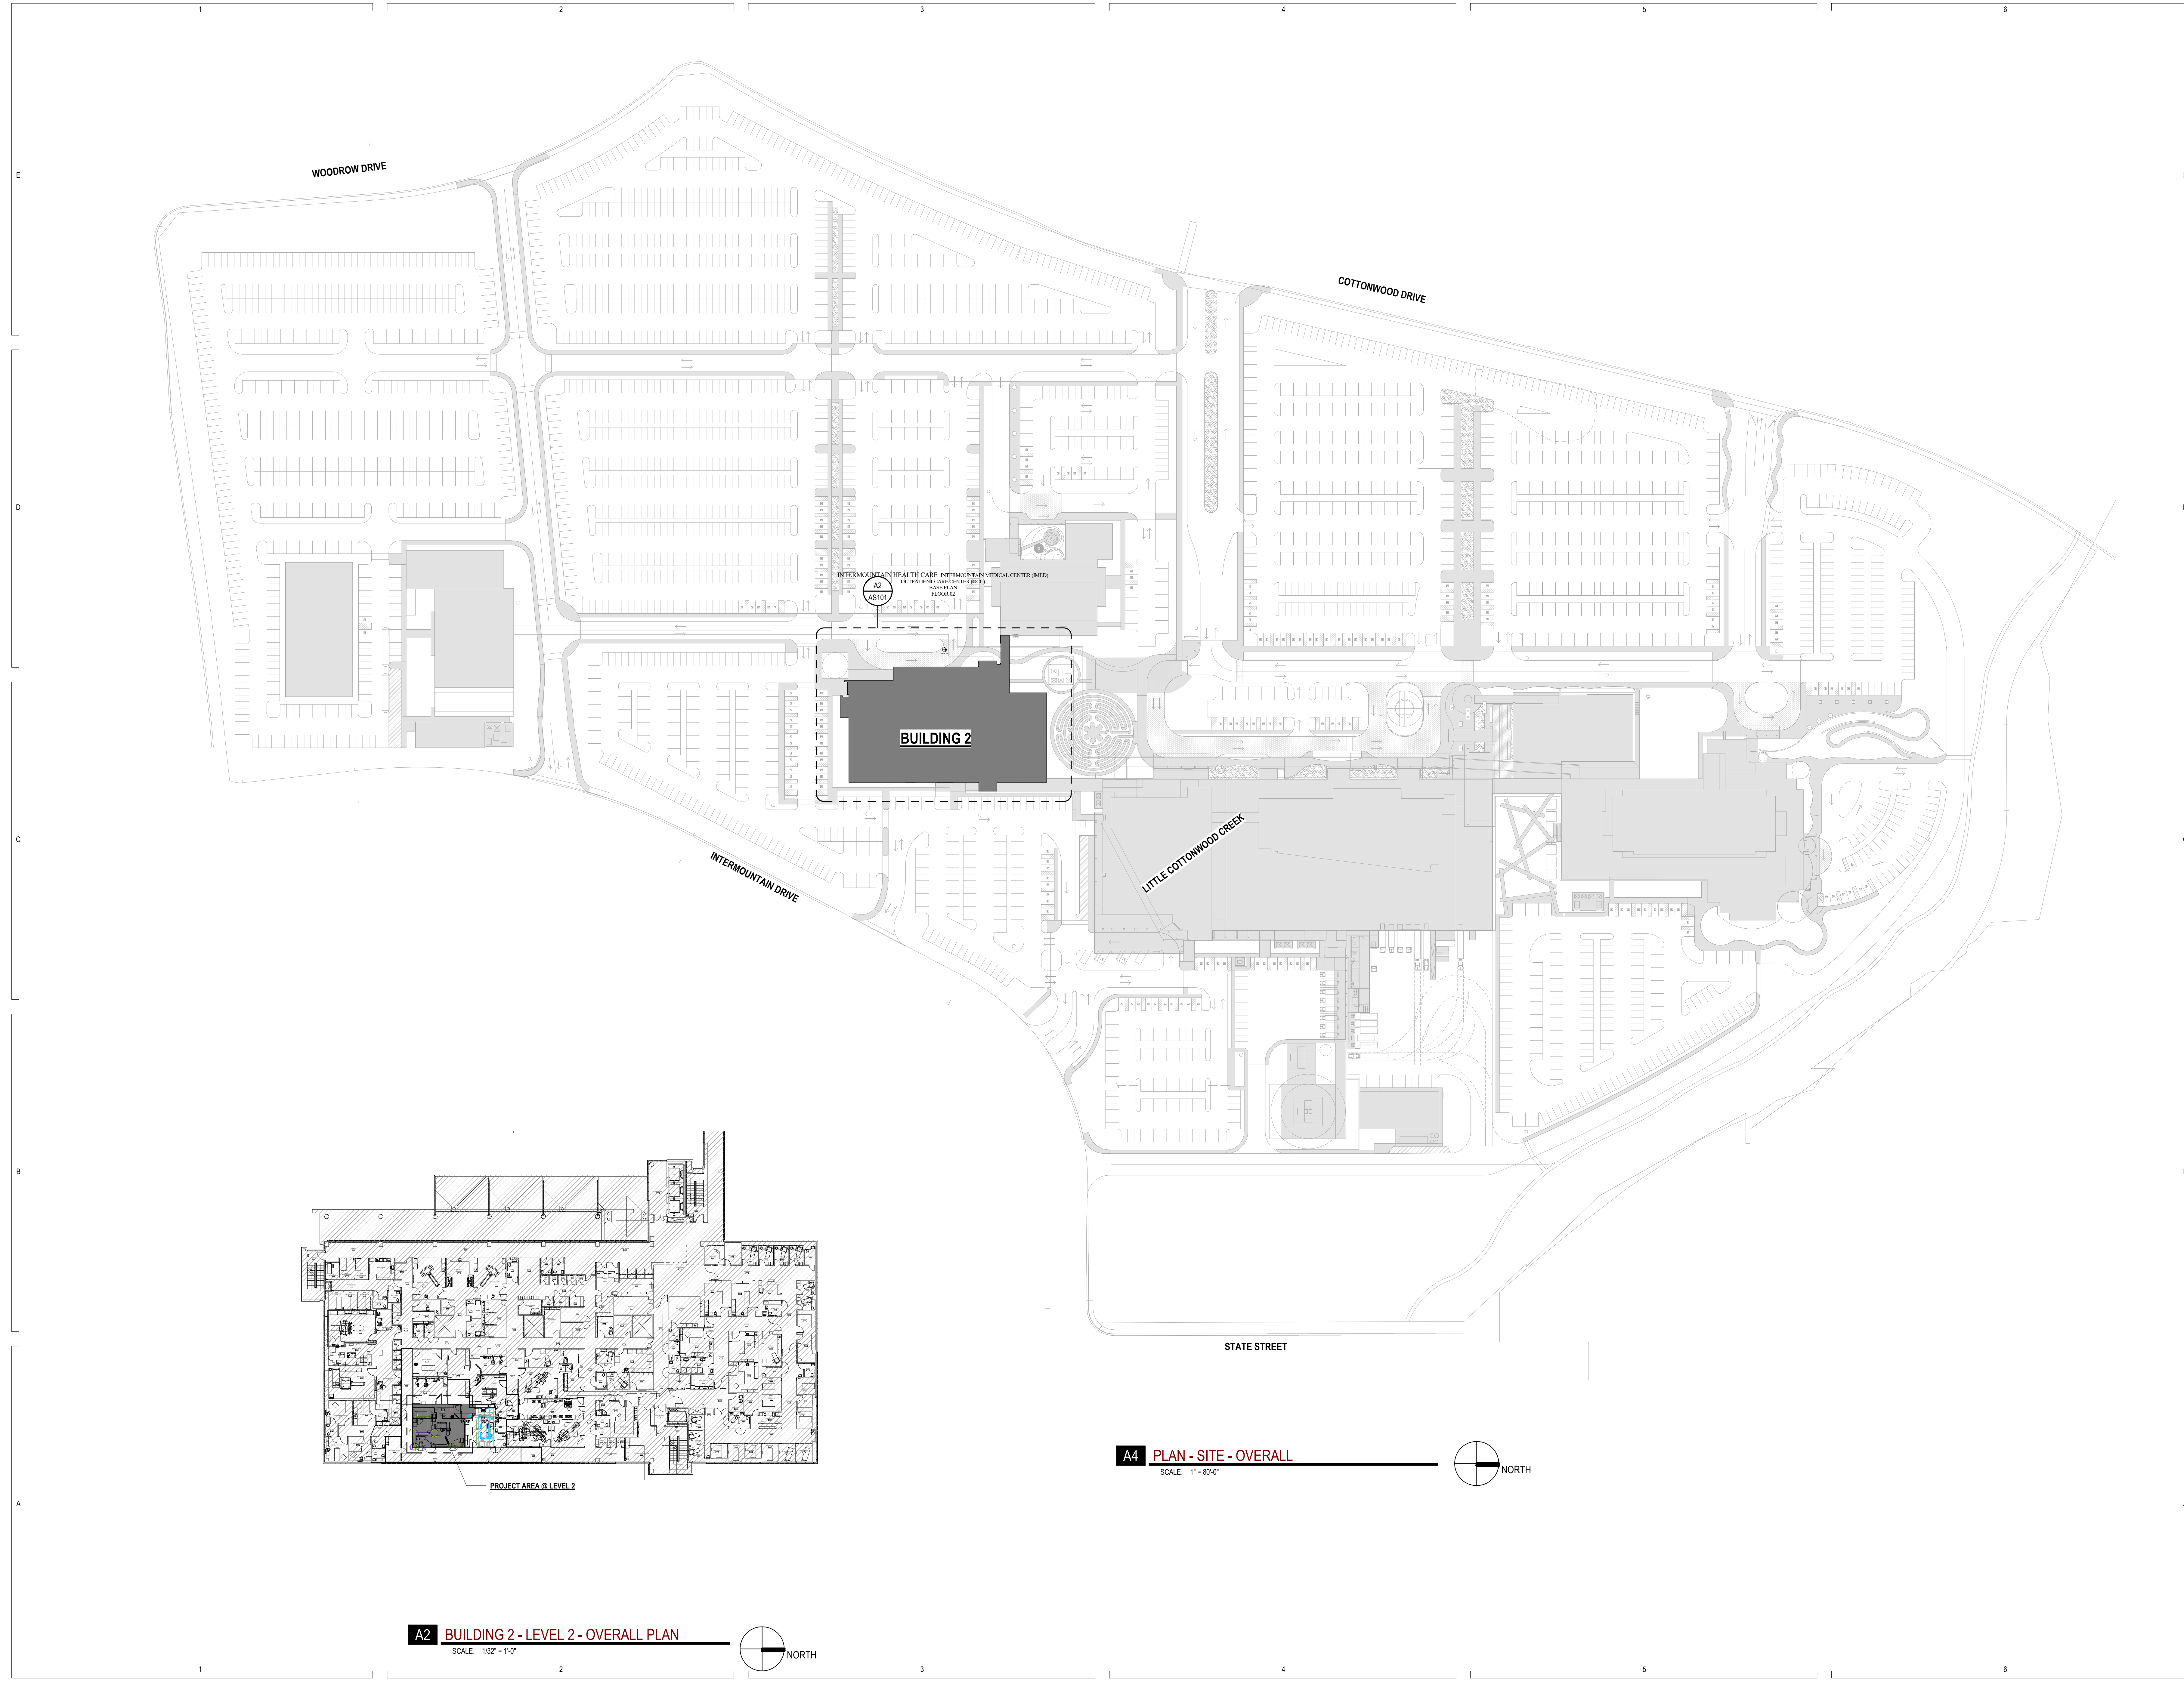 1 2 3 4 5 6
E
WOODROW DRIVE
COTTONWOOD DRIVE
D
INTERMOUNTAIN HEALTH CARE INTERMOUNTAIN MEDICAL CENTER (IMED)
OUTPATIENT CARE CENTER (OCC)
BASE PLAN
FLOOR 02
A2
AS101
BUILDING 2
C
LITTLE COTTONWOOD CREEK
INTERMOUNTAIN DRIVE
B
STATE STREET
A4 PLAN - SITE - OVERALL
SCALE: 1" = 80'-0"
NORTH
PROJECT AREA @ LEVEL 2
A
A2 BUILDING 2 - LEVEL 2 - OVERALL PLAN
SCALE: 1/32" = 1'-0"
NORTH
1 2 3 4 5 6